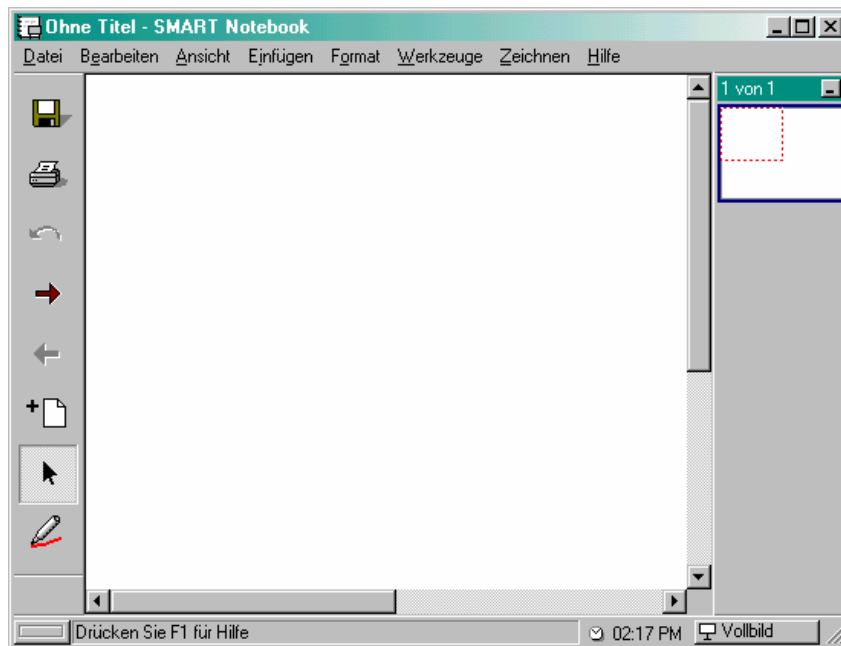 Ohne Titel - SMART Notebook
Datei Bearbeiten Ansicht Einfügen Format Werkzeuge Zeichnen Hilfe
1 von 1
Drücken Sie F1 für Hilfe
02:17 PM
Vollbild